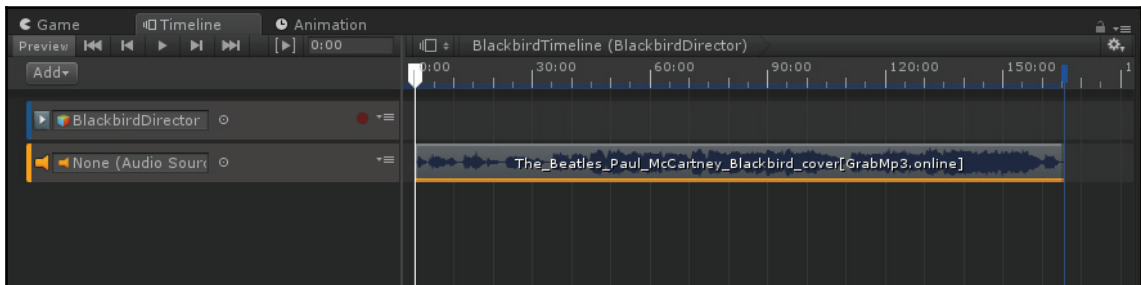 Game Timeline Animation
Preview 0:00 BlackbirdTimeline (BlackbirdDirector)
Add 0:00 30:00 60:00 90:00 120:00 150:00 1
BlackbirdDirector
None (Audio Sourc The_Beatles_Paul_McCartney_Blackbird_cover[GrabMp3.online]